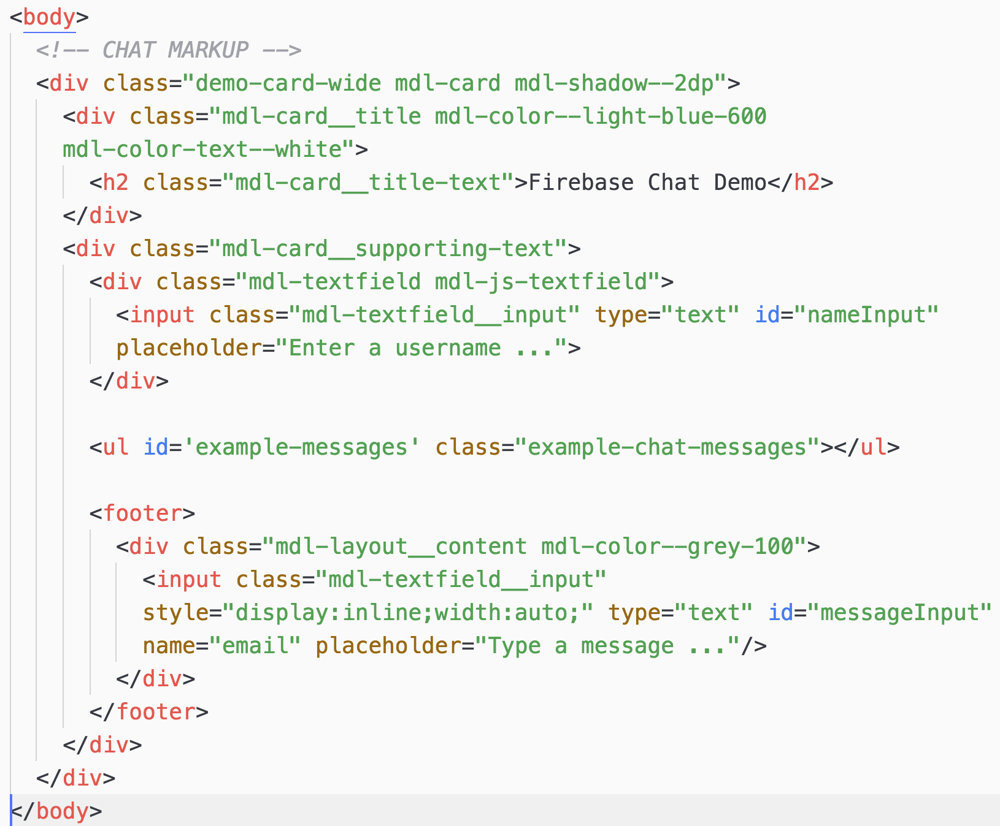 <body>
<!-- CHAT MARKUP -->
<div class="demo-card-wide mdl-card mdl-shadow--2dp">
<div class="mdl-card__title mdl-color--light-blue-600
mdl-color-text--white">
<h2 class="mdl-card__title-text">Firebase Chat Demo</h2>
</div>
<div class="mdl-card__supporting-text">
<div class="mdl-textfield mdl-js-textfield">
<input class="mdl-textfield__input" type="text" id="nameInput"
placeholder="Enter a username ...">
</div>
<ul id='example-messages' class="example-chat-messages"></ul>
<footer>
<div class="mdl-layout__content mdl-color--grey-100">
<input class="mdl-textfield__input"
style="display:inline;width:auto;" type="text" id="messageInput"
name="email" placeholder="Type a message ..."/>
</div>
</footer>
</div>
</div>
</body>